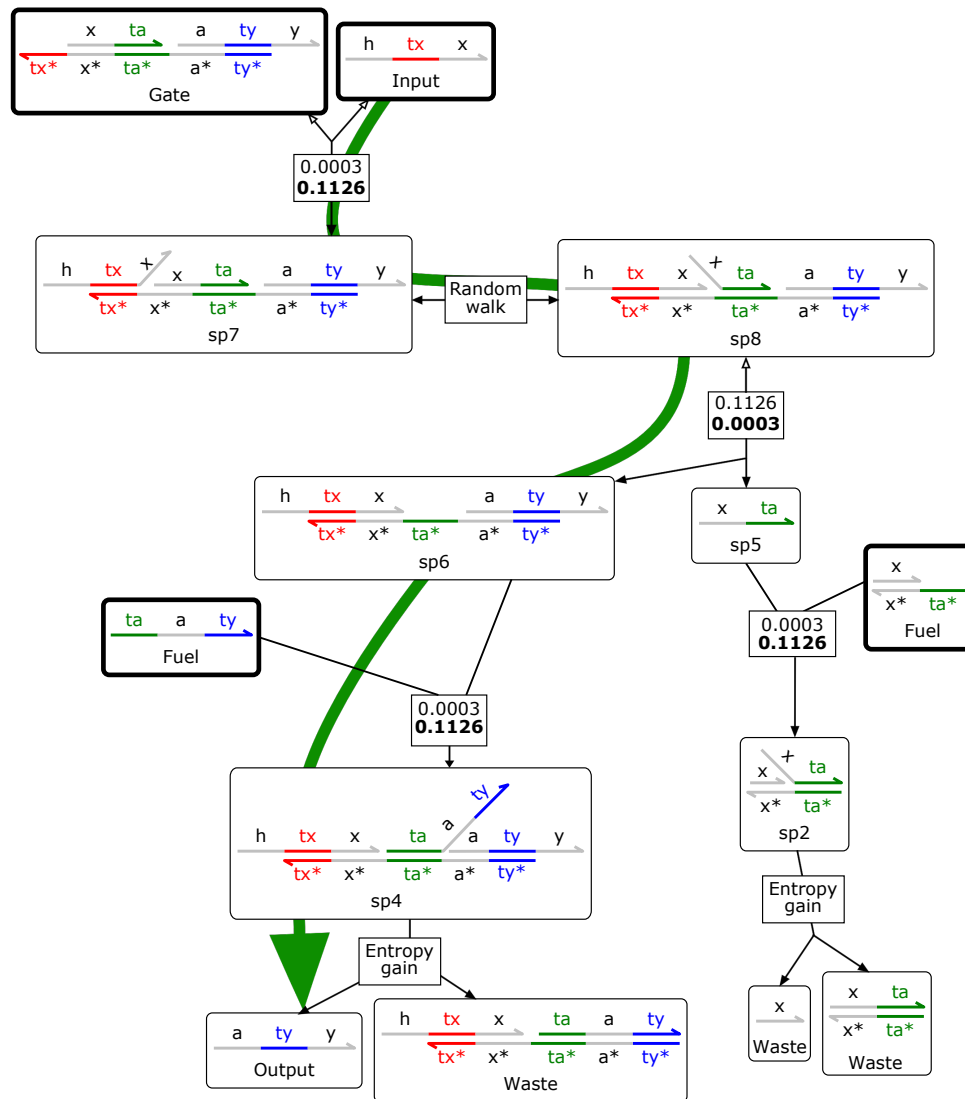 x ta a ty y
tx* x* ta* a* ty*
Gate
h tx x
Input
0.0003
0.1126
h tx x x ta a ty y
tx* x* ta* a* ty*
sp7
Random
walk
h tx x x ta a ty y
tx* x* ta* a* ty*
sp8
0.1126
0.0003
h tx x a ty y
tx* x* ta* a* ty*
sp6
x ta
sp5
ta a ty
Fuel
x
x* ta*
Fuel
0.0003
0.1126
0.0003
0.1126
ty
a
h tx x ta a ty y
tx* x* ta* a* ty*
sp4
x
x ta
x* ta*
sp2
Entropy
gain
Entropy
gain
a ty y
Output
h tx x ta a ty
tx* x* ta* a* ty*
Waste
x
Waste
x ta
x* ta*
Waste